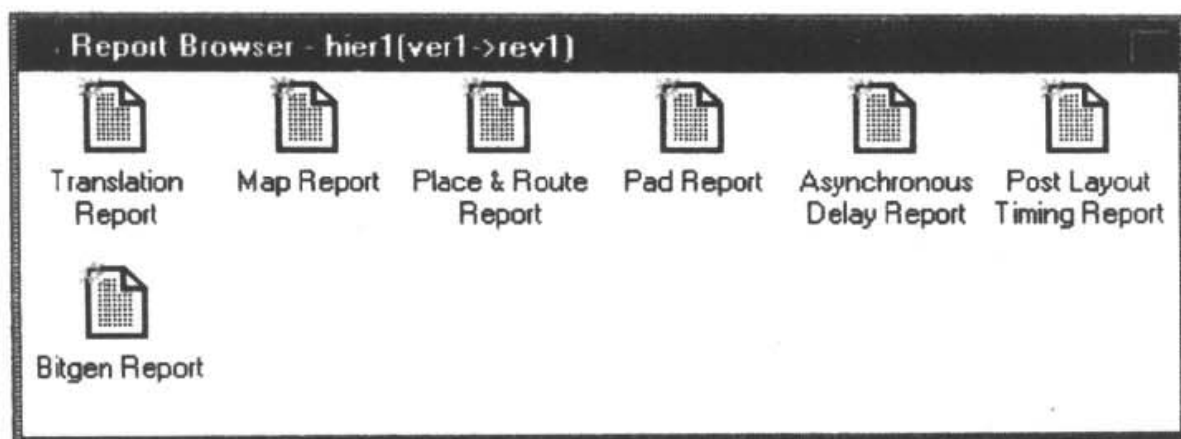 Report Browser - hier1(ver1->rev1)
Translation Report
Map Report
Place & Route Report
Pad Report
Asynchronous Delay Report
Post Layout Timing Report
Bitgen Report